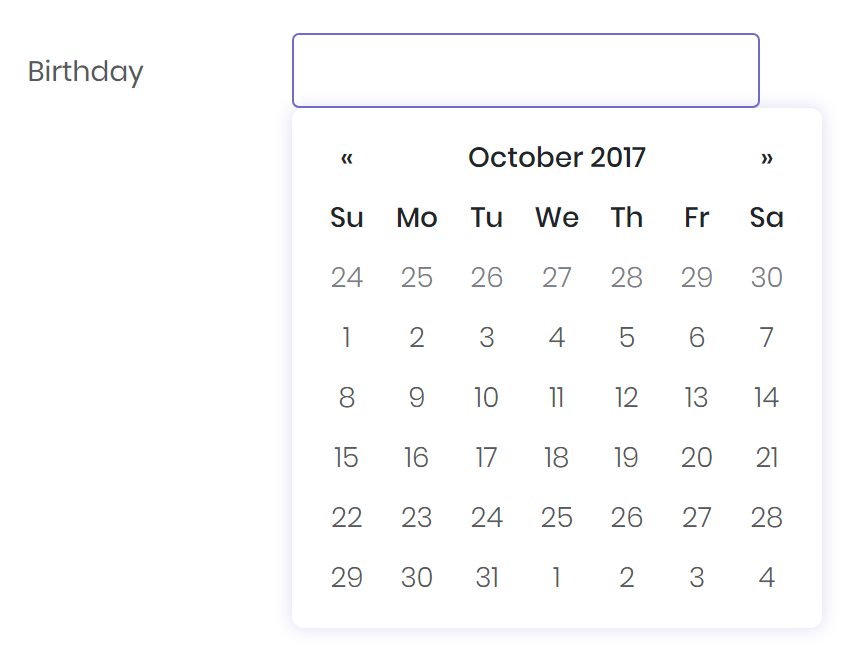 Birthday
« October 2017 »
Su Mo Tu We Th Fr Sa
24 25 26 27 28 29 30
1 2 3 4 5 6 7
8 9 10 11 12 13 14
15 16 17 18 19 20 21
22 23 24 25 26 27 28
29 30 31 1 2 3 4